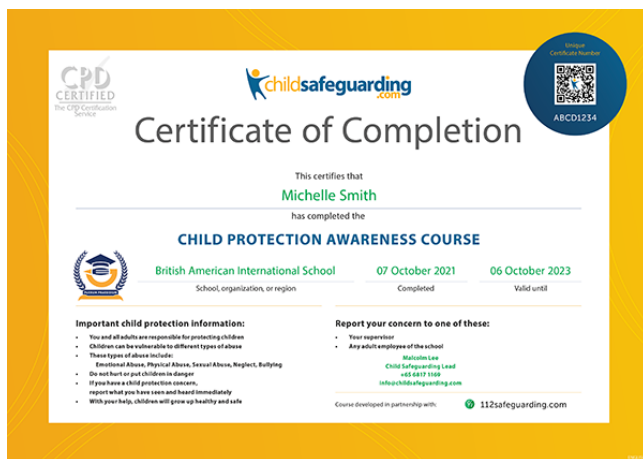 CPD
CERTIFIED
The CPD Certification
Service
childsafeguarding
.com
Unique
Certificate Number
ABCD1234
Certificate of Completion
This certifies that
Michelle Smith
has completed the
CHILD PROTECTION AWARENESS COURSE
British American International School
07 October 2021
06 October 2023
School, organization, or region
Completed
Valid until
Important child protection information:
• You and all adults are responsible for protecting children
• Children can be vulnerable to different types of abuse
• These types of abuse include:
Emotional Abuse, Physical Abuse, Sexual Abuse, Neglect, Bullying
• Do not hurt or put children in danger
• If you have a child protection concern,
report what you have seen and heard immediately
• With your help, children will grow up healthy and safe
Report your concern to one of these:
• Your supervisor
• Any adult employee of the school
Malcolm Lee
Child Safeguarding Lead
+65 6817 1169
info@childsafeguarding.com
Course developed in partnership with:
112safeguarding.com